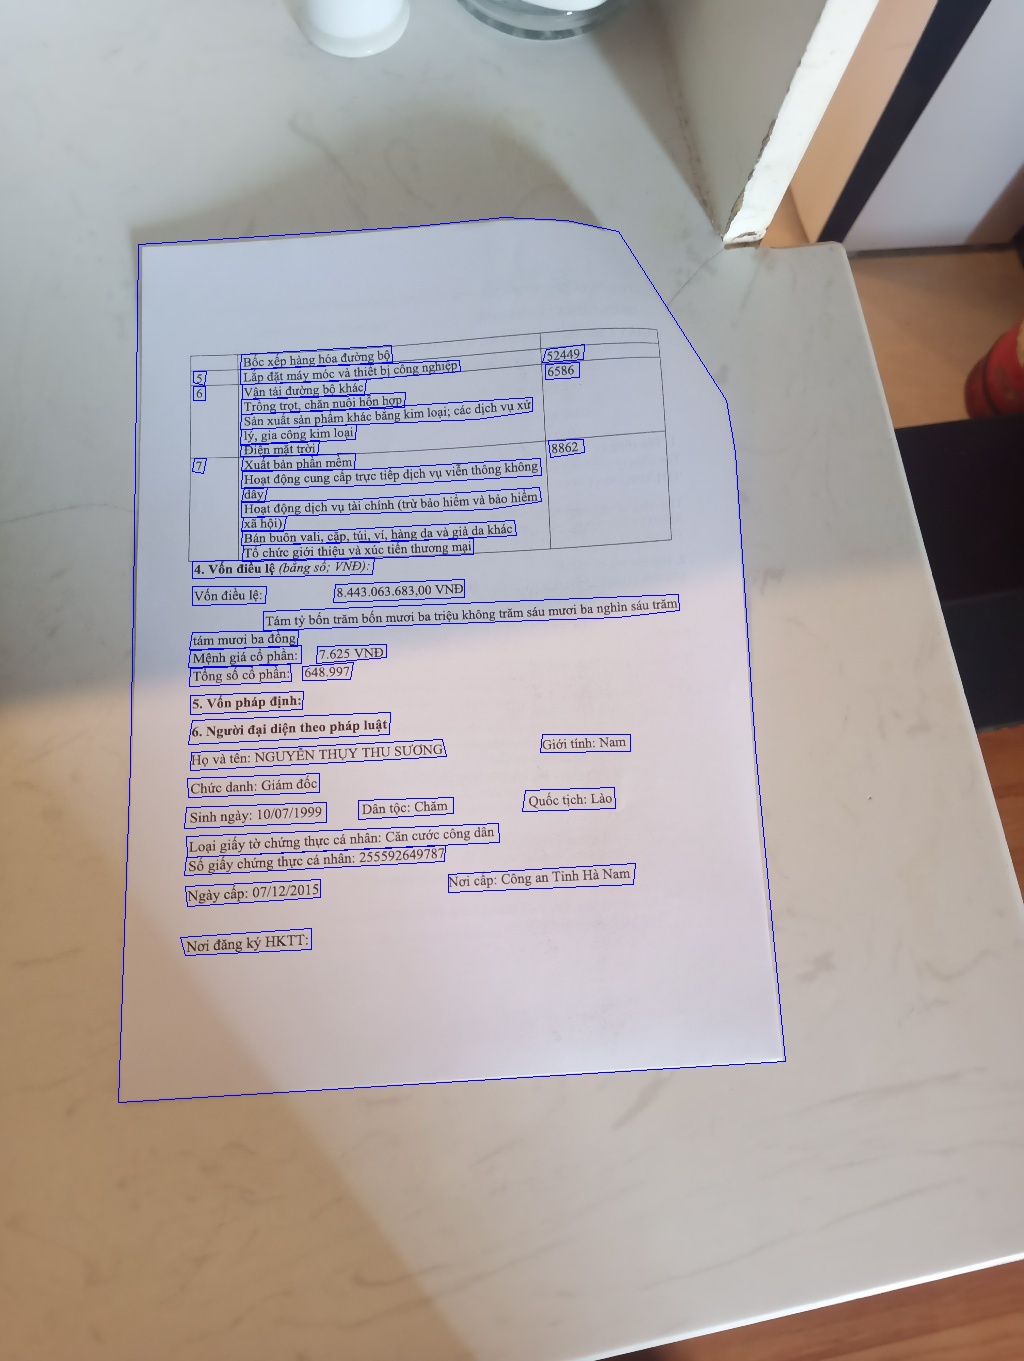 Bốc xếp hàng hóa đường bộ
5 Lắp đặt máy móc và thiết bị công nghiệp 52449
6 Vận tải đường bộ khác 6586
Trồng trọt, chăn nuôi hỗn hợp
Sản xuất sản phẩm khác bằng kim loại; các dịch vụ xử
lý, gia công kim loại
Điện mặt trời
7 Xuất bản phần mềm 8862
Hoạt động cung cấp trực tiếp dịch vụ viễn thông không
dây
Hoạt động dịch vụ tài chính (trừ bảo hiểm và bảo hiểm
xã hội)
Bán buôn vali, cặp, túi, ví, hàng da và giả da khác
Tổ chức giới thiệu và xúc tiến thương mại
4. Vốn điều lệ (bằng số; VNĐ):
Vốn điều lệ: 8.443.063.683,00 VNĐ
Tám tỷ bốn trăm bốn mươi ba triệu không trăm sáu mươi ba nghìn sáu trăm
tám mươi ba đồng
Mệnh giá cổ phần: 7.625 VNĐ
Tổng số cổ phần: 648.997
5. Vốn pháp định:
6. Người đại diện theo pháp luật
Họ và tên: NGUYỄN THỤY THU SƯƠNG Giới tính: Nam
Chức danh: Giám đốc
Sinh ngày: 10/07/1999 Dân tộc: Chăm Quốc tịch: Lào
Loại giấy tờ chứng thực cá nhân: Căn cước công dân
Số giấy chứng thực cá nhân: 255592649787
Ngày cấp: 07/12/2015 Nơi cấp: Công an Tỉnh Hà Nam
Nơi đăng ký HKTT: